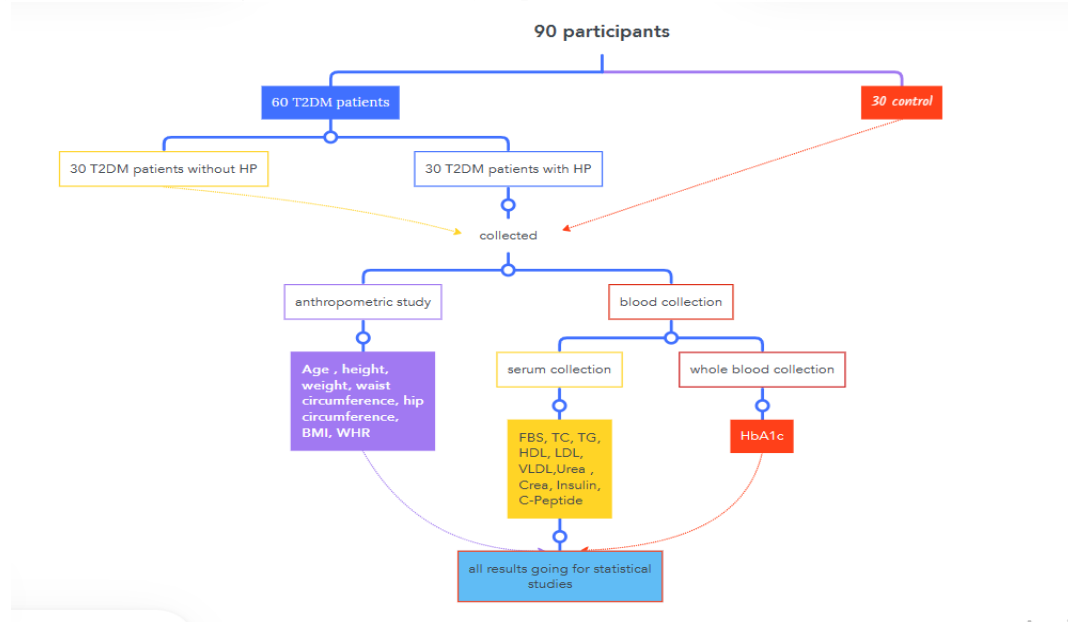 90 participants
60 T2DM patients
30 control
30 T2DM patients without HP
30 T2DM patients with HP
collected
anthropometric study
blood collection
Age , height,
weight, waist
circumference, hip
circumference,
BMI, WHR
serum collection
whole blood collection
FBS, TC, TG,
HDL, LDL,
VLDL,Urea ,
Crea, Insulin,
C-Peptide
HbA1c
all results going for statistical
studies